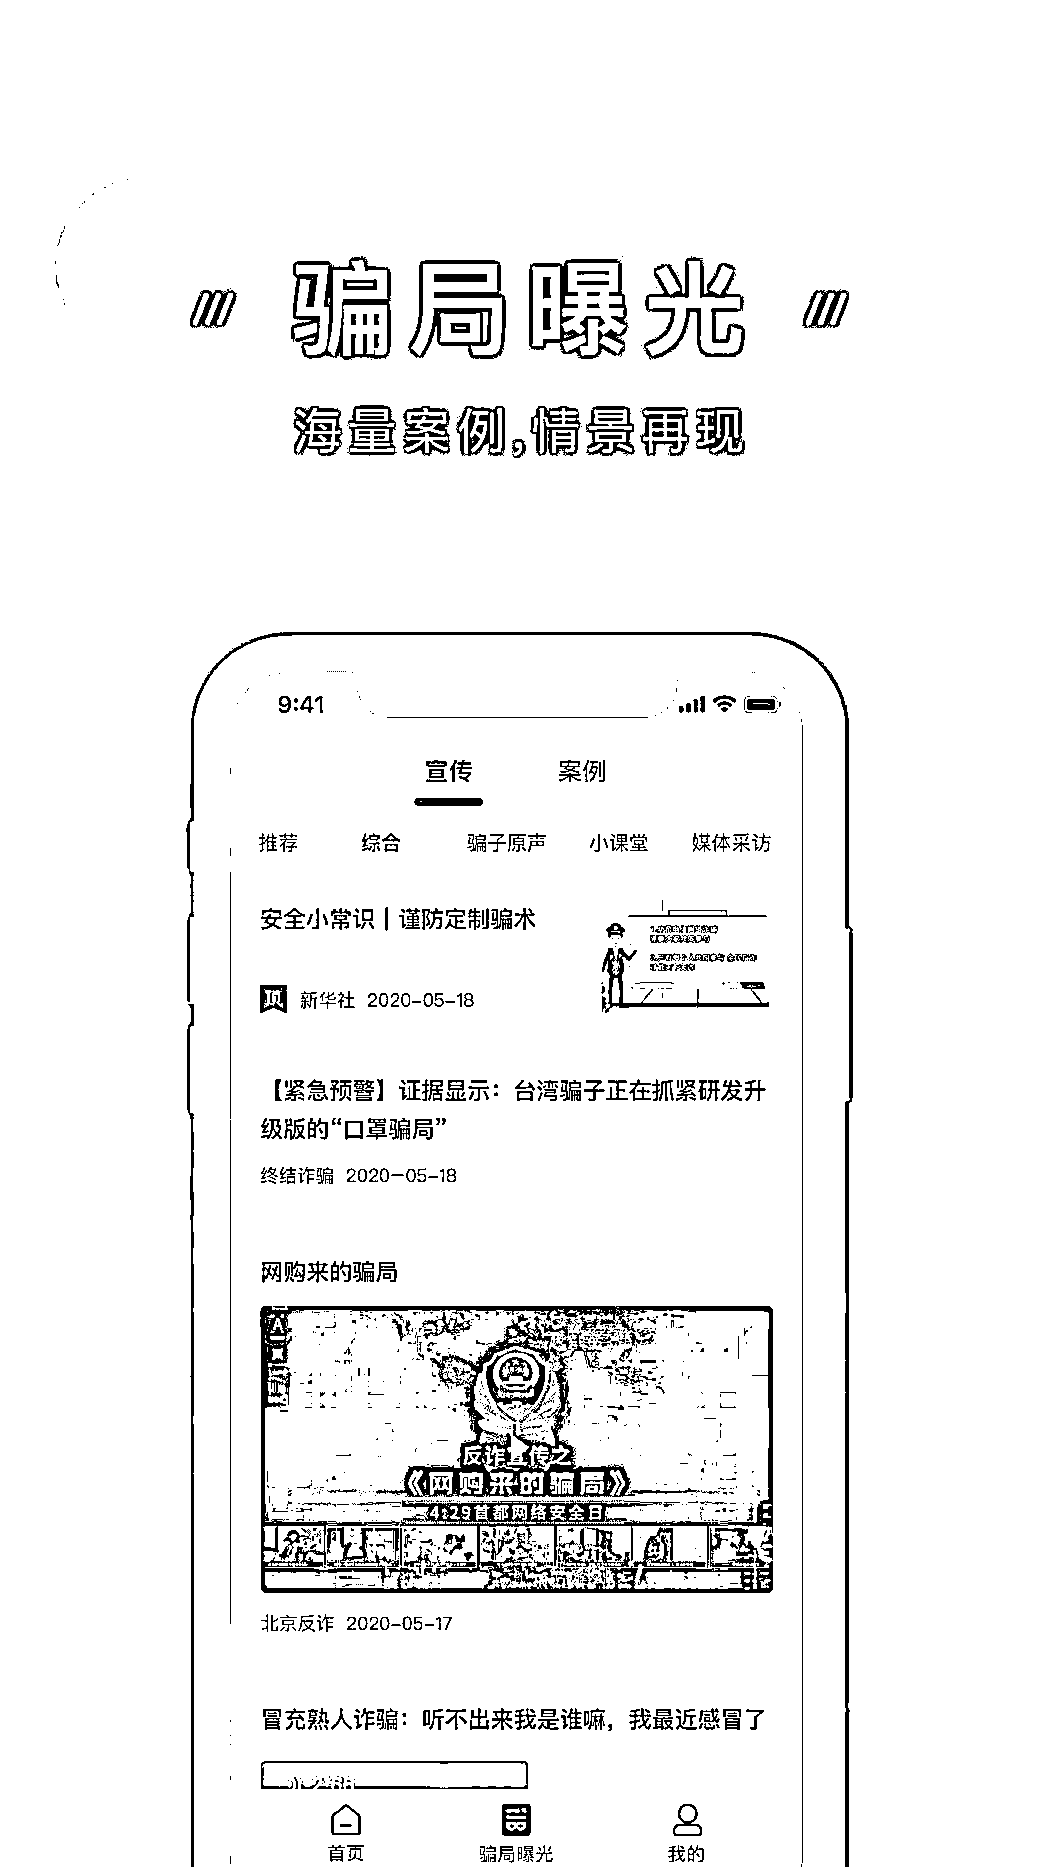 骗局曝光
海量案例,情景再现
9:41
宣传 案例
推荐 综合 骗子原声 小课堂 媒体采访
安全小常识｜谨防定制骗术
顶 新华社 2020-05-18
【紧急预警】证据显示：台湾骗子正在抓紧研发升
级版的“口罩骗局”
终结诈骗 2020-05-18
网购来的骗局
反诈宣传之
《网购来的骗局》
4:29首都网络安全日
北京反诈 2020-05-17
冒充熟人诈骗：听不出来我是谁嘛，我最近感冒了
首页 骗局曝光 我的